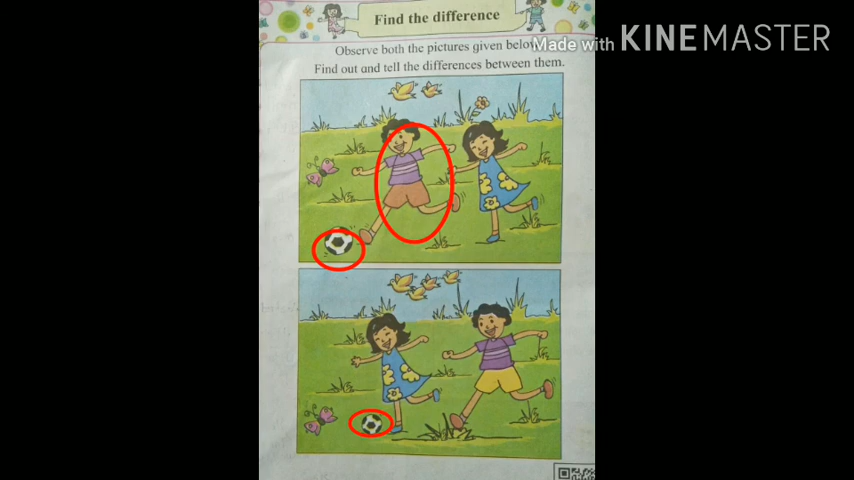 Find the difference
Made with KINEMASTER
Observe both the pictures given below
Find out and tell the differences between them.